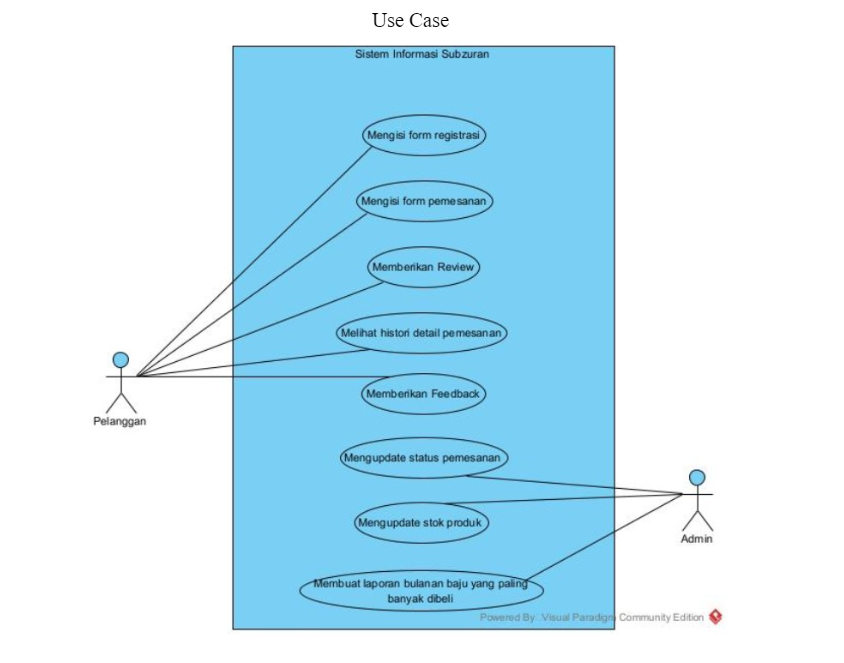 Use Case
Sistem Informasi Subzuran
Mengisi form registrasi
Mengisi form pemesanan
Memberikan Review
Melihat histori detail pemesanan
Memberikan Feedback
Pelanggan
Mengupdate status pemesanan
Mengupdate stok produk
Admin
Membuat laporan bulanan baju yang paling
banyak dibeli
Powered By Visual Paradigm Community Edition